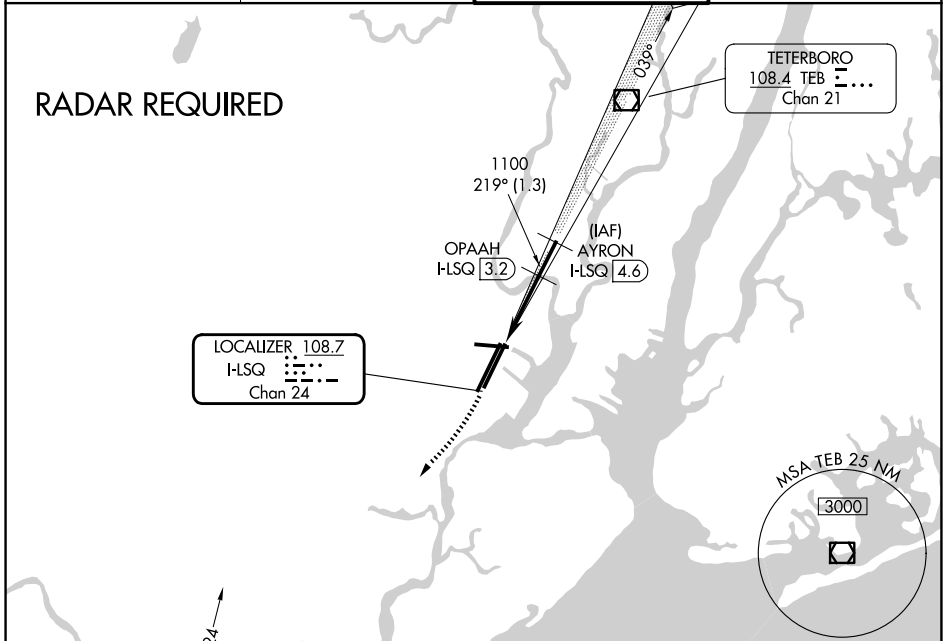 RADAR REQUIRED
039°
TETERBORO
108.4 TEB
Chan 21
1100
219° (1.3)
OPAAH
I-LSQ 3.2
(IAF)
AYRON
I-LSQ 4.6
LOCALIZER 108.7
I-LSQ
Chan 24
MSA TEB 25 NM
3000